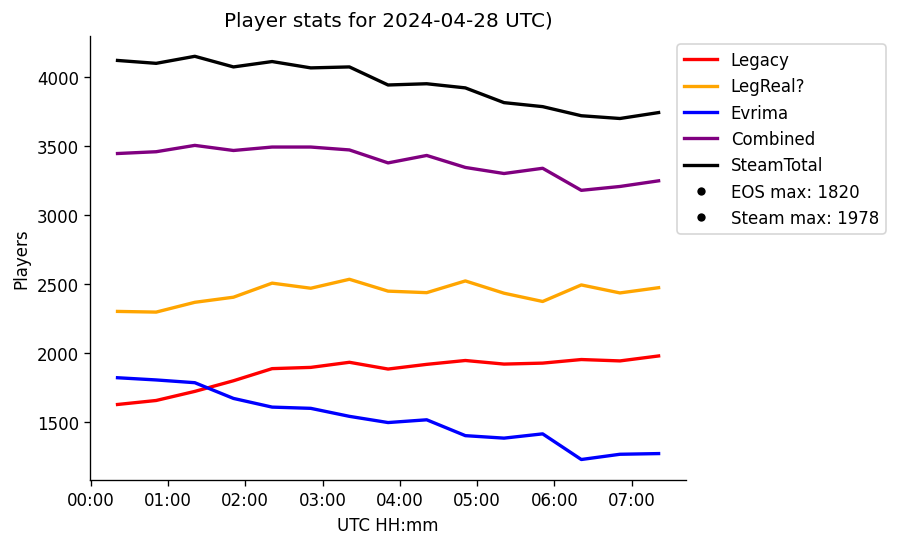 Player stats for 2024-04-28 UTC)
Legacy
LegReal?
Evrima
Combined
SteamTotal
EOS max: 1820
Steam max: 1978
Players
4000
3500
3000
2500
2000
1500
00:00 01:00 02:00 03:00 04:00 05:00 06:00 07:00
UTC HH:mm